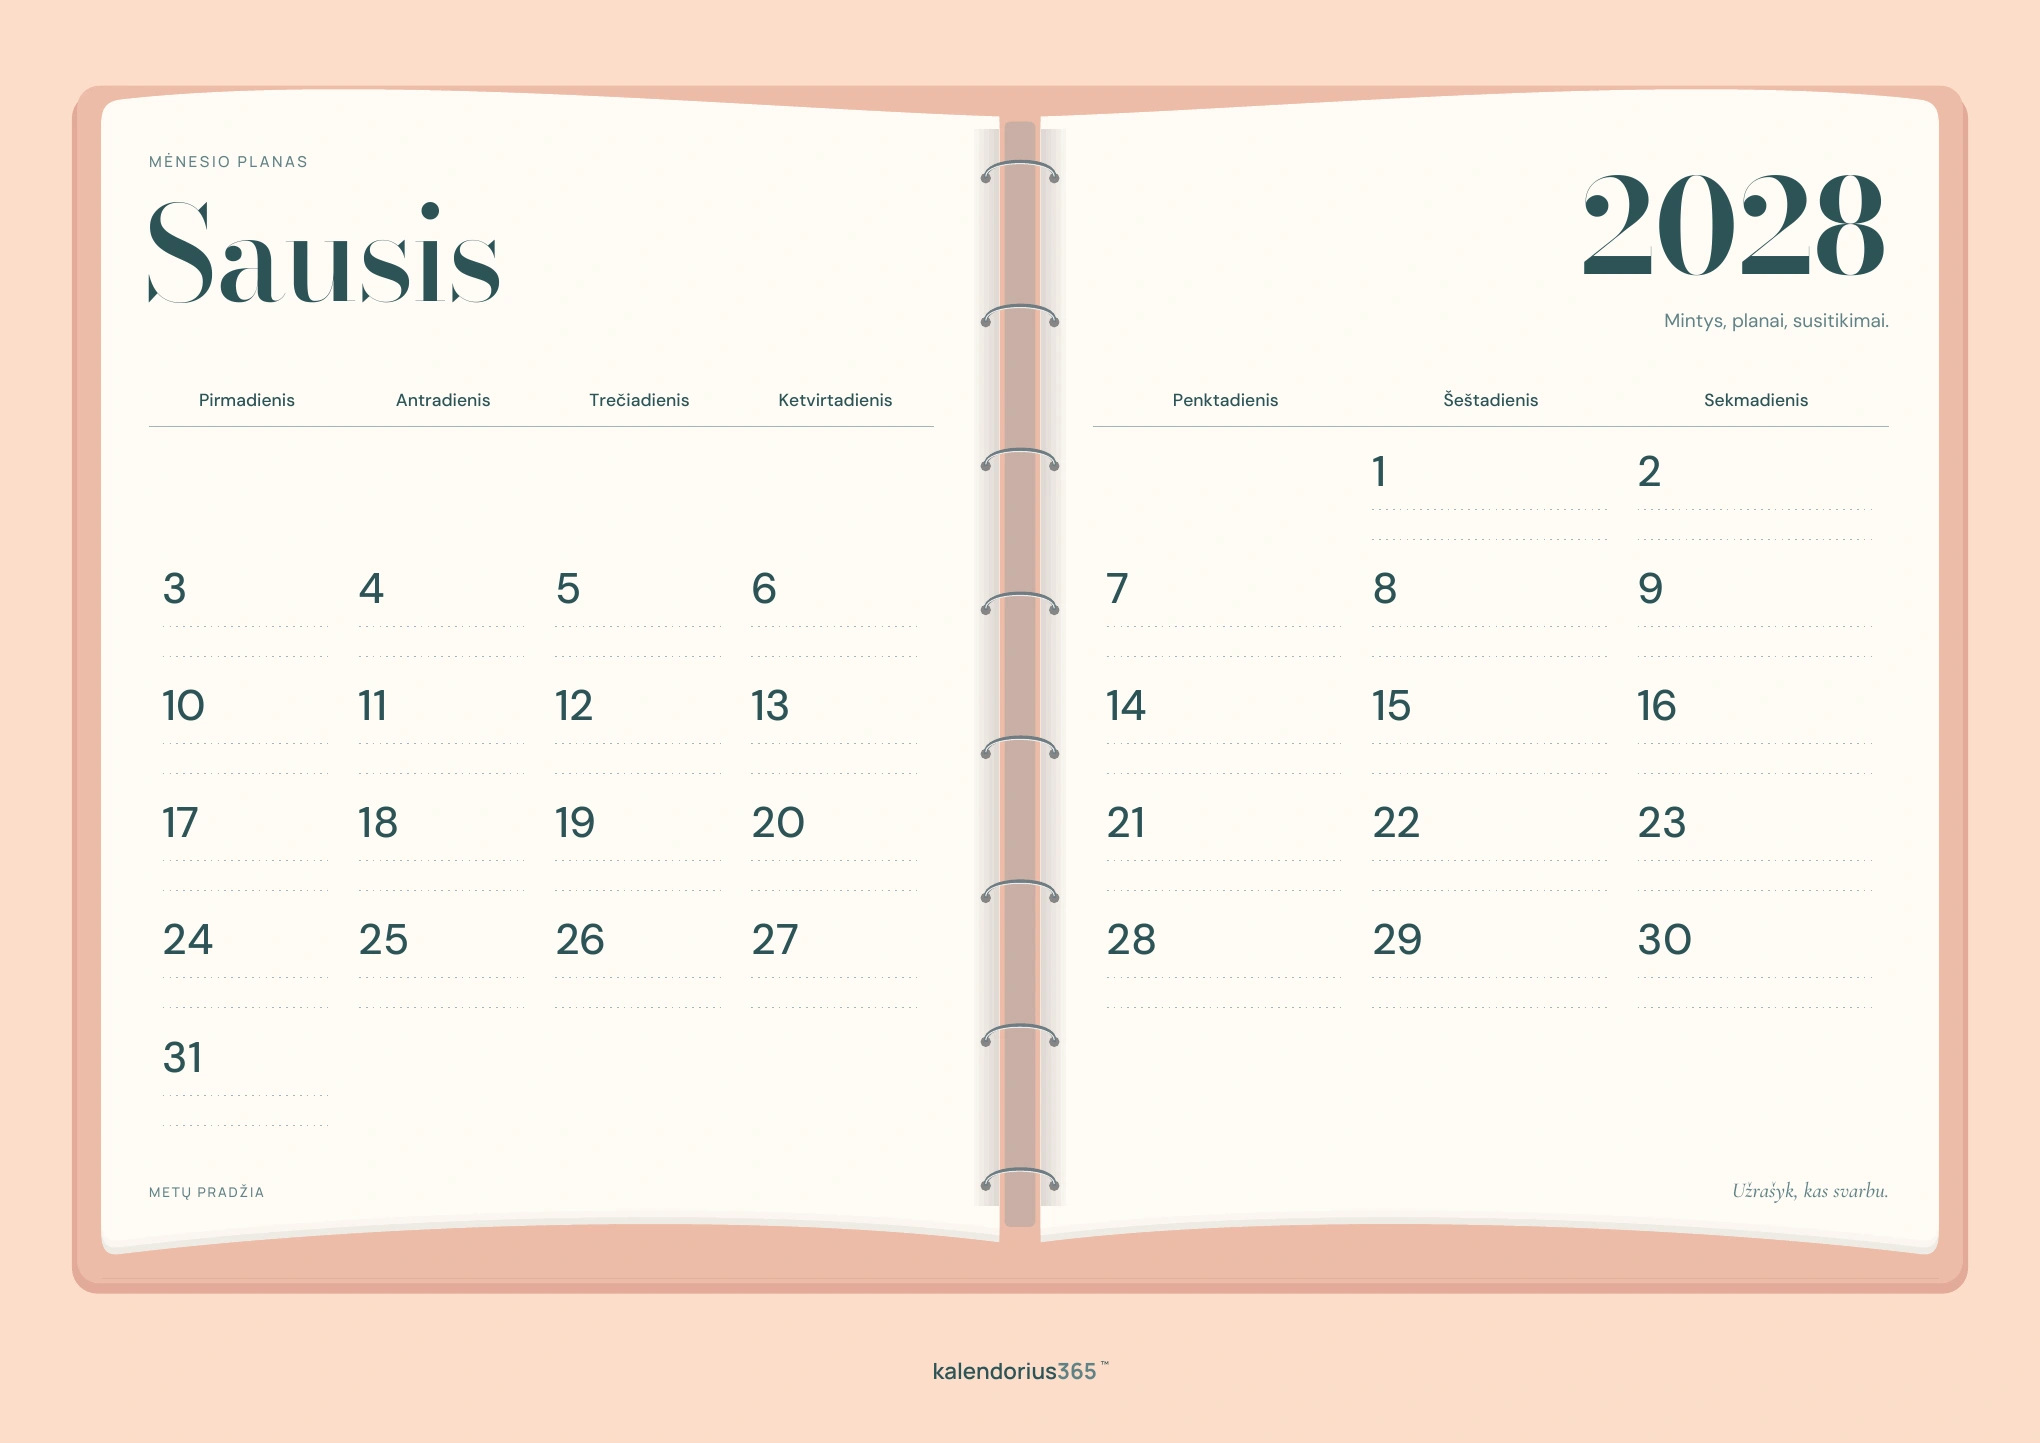 MĖNESIO PLANAS
Sausis
2028
Mintys, planai, susitikimai.
Pirmadienis Antradienis Trečiadienis Ketvirtadienis Penktadienis Šeštadienis Sekmadienis
1 2
3 4 5 6 7 8 9
10 11 12 13 14 15 16
17 18 19 20 21 22 23
24 25 26 27 28 29 30
31
METŲ PRADŽIA
Užrašyk, kas svarbu.
kalendorius365™